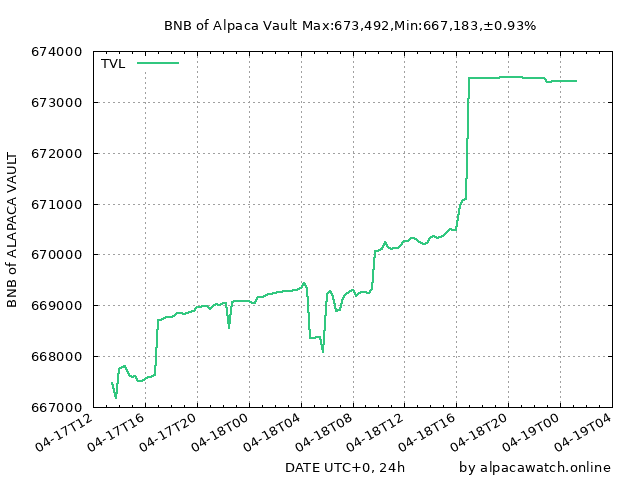 BNB of Alpaca Vault Max:673,492,Min:667,183,±0.93%
TVL
674000
673000
672000
671000
670000
669000
668000
667000
BNB of ALAPACA VAULT
04-17T12
04-17T16
04-17T20
04-18T00
04-18T04
04-18T08
04-18T12
04-18T16
04-18T20
04-19T00
04-19T04
DATE UTC+0, 24h
by alpacawatch.online